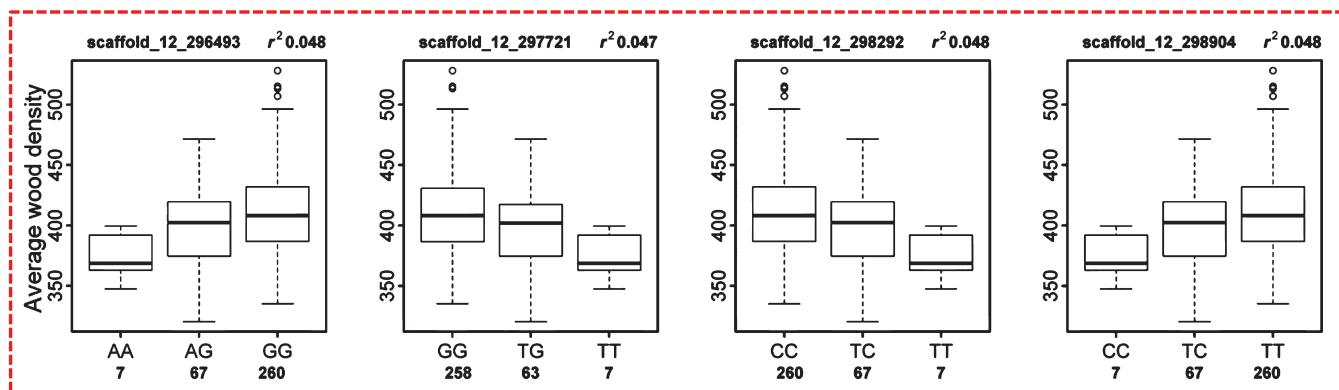 scaffold_12_296493 r² 0.048
Average wood density
500
450
400
350
AA AG GG
7 67 260
scaffold_12_297721 r² 0.047
500
450
400
350
GG TG TT
258 63 7
scaffold_12_298292 r² 0.048
500
450
400
350
CC TC TT
260 67 7
scaffold_12_298904 r² 0.048
500
450
400
350
CC TC TT
7 67 260